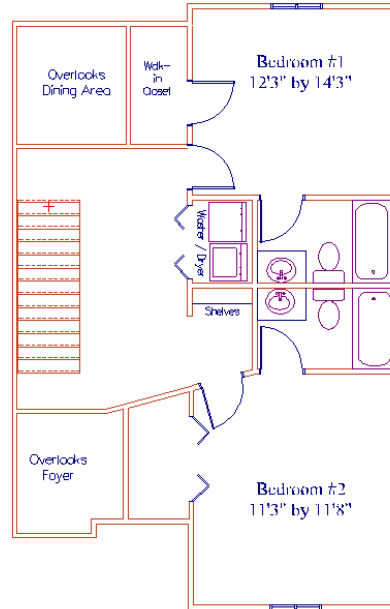 Overlooks
Dining Area
Walk-
in
Closet
Bedroom #1
12'3" by 14'3"
Washer / Dryer
Shelves
Overlooks
Foyer
Bedroom #2
11'3" by 11'8"